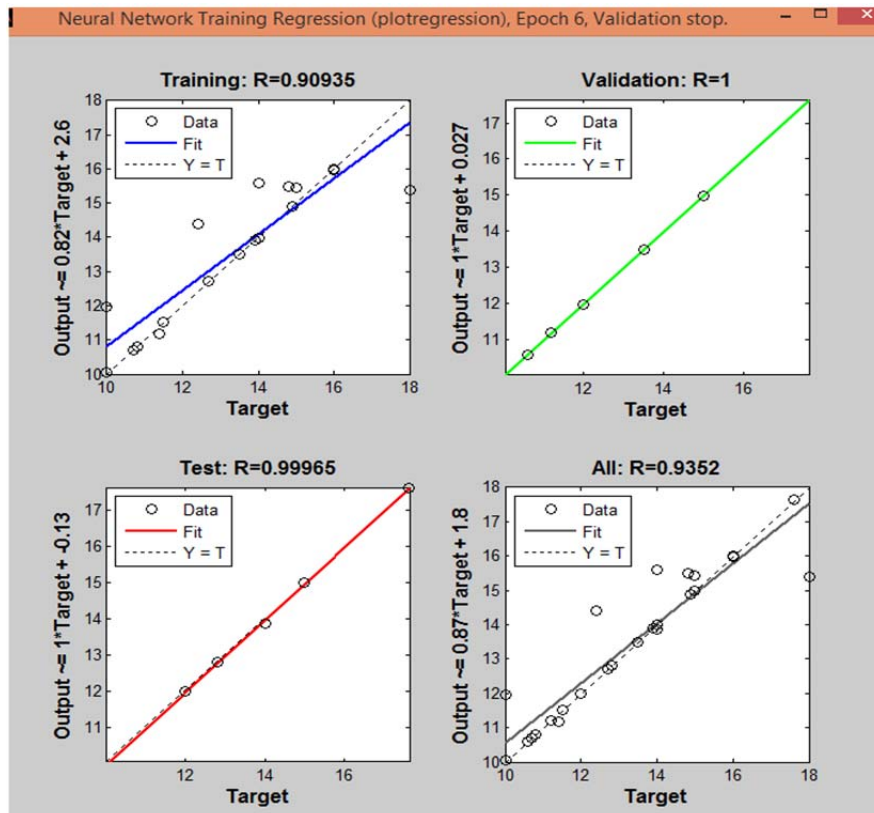 Neural Network Training Regression (plotregression), Epoch 6, Validation stop.
Training: R=0.90935
Output ~= 0.82*Target + 2.6
18
17
16
15
14
13
12
11
10
Data
Fit
Y = T
10 12 14 16 18
Target
Validation: R=1
Output ~= 1*Target + 0.027
17
16
15
14
13
12
11
Data
Fit
Y = T
12 14 16
Target
Test: R=0.99965
Output ~= 1*Target + -0.13
17
16
15
14
13
12
11
Data
Fit
Y = T
12 14 16
Target
All: R=0.9352
Output ~= 0.87*Target + 1.8
18
17
16
15
14
13
12
11
10
Data
Fit
Y = T
10 12 14 16 18
Target